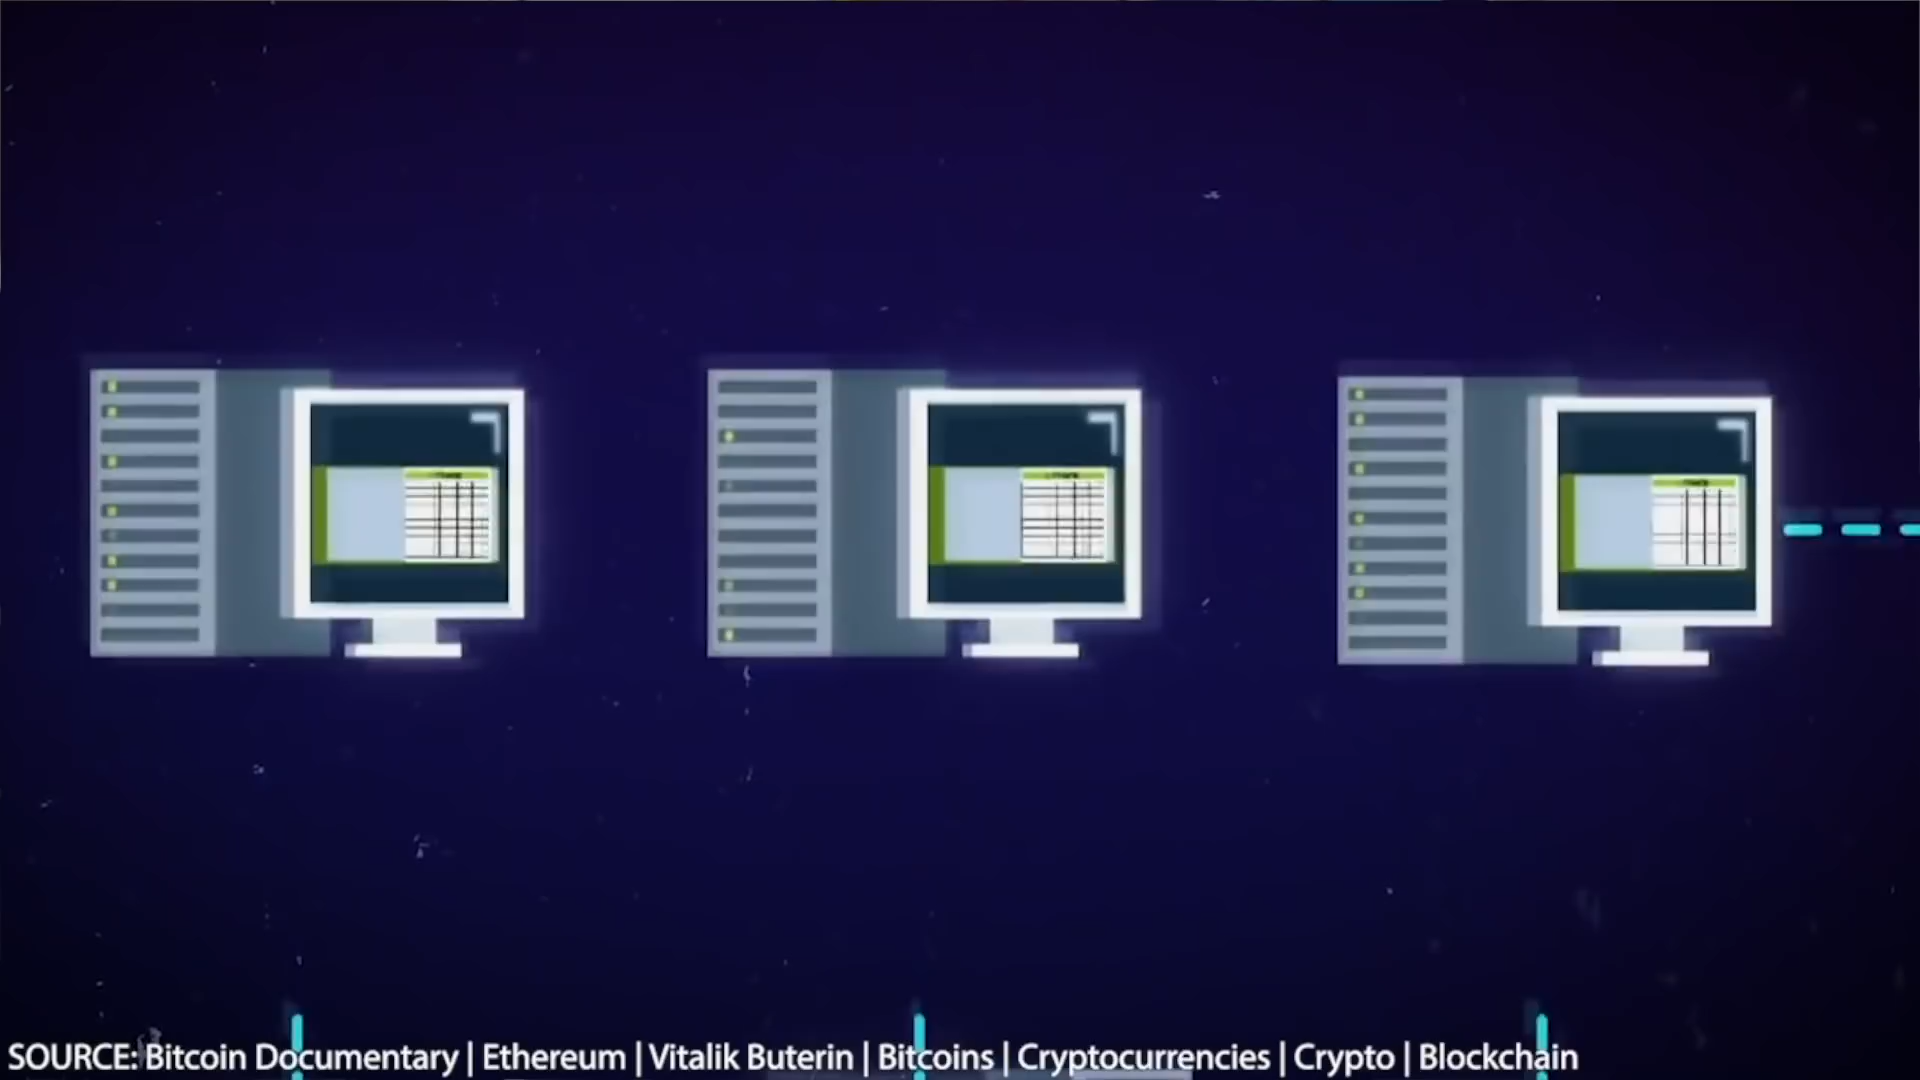 SOURCE: Bitcoin Documentary | Ethereum | Vitalik Buterin | Bitcoins | Cryptocurrencies | Crypto | Blockchain